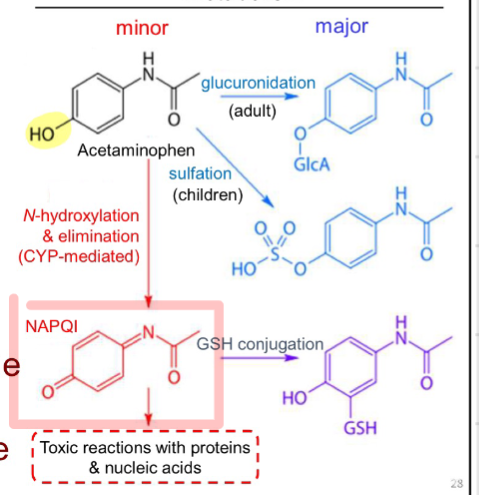 minor
major
H
N
O
HO
Acetaminophen
glucuronidation
(adult)
H
N
O
O
GlcA
sulfation
(children)
H
N
O
O O
S
HO O
N-hydroxylation
& elimination
(CYP-mediated)
NAPQI
N
O
O
GSH conjugation
H
N
O
HO
GSH
e
e
Toxic reactions with proteins
& nucleic acids
28